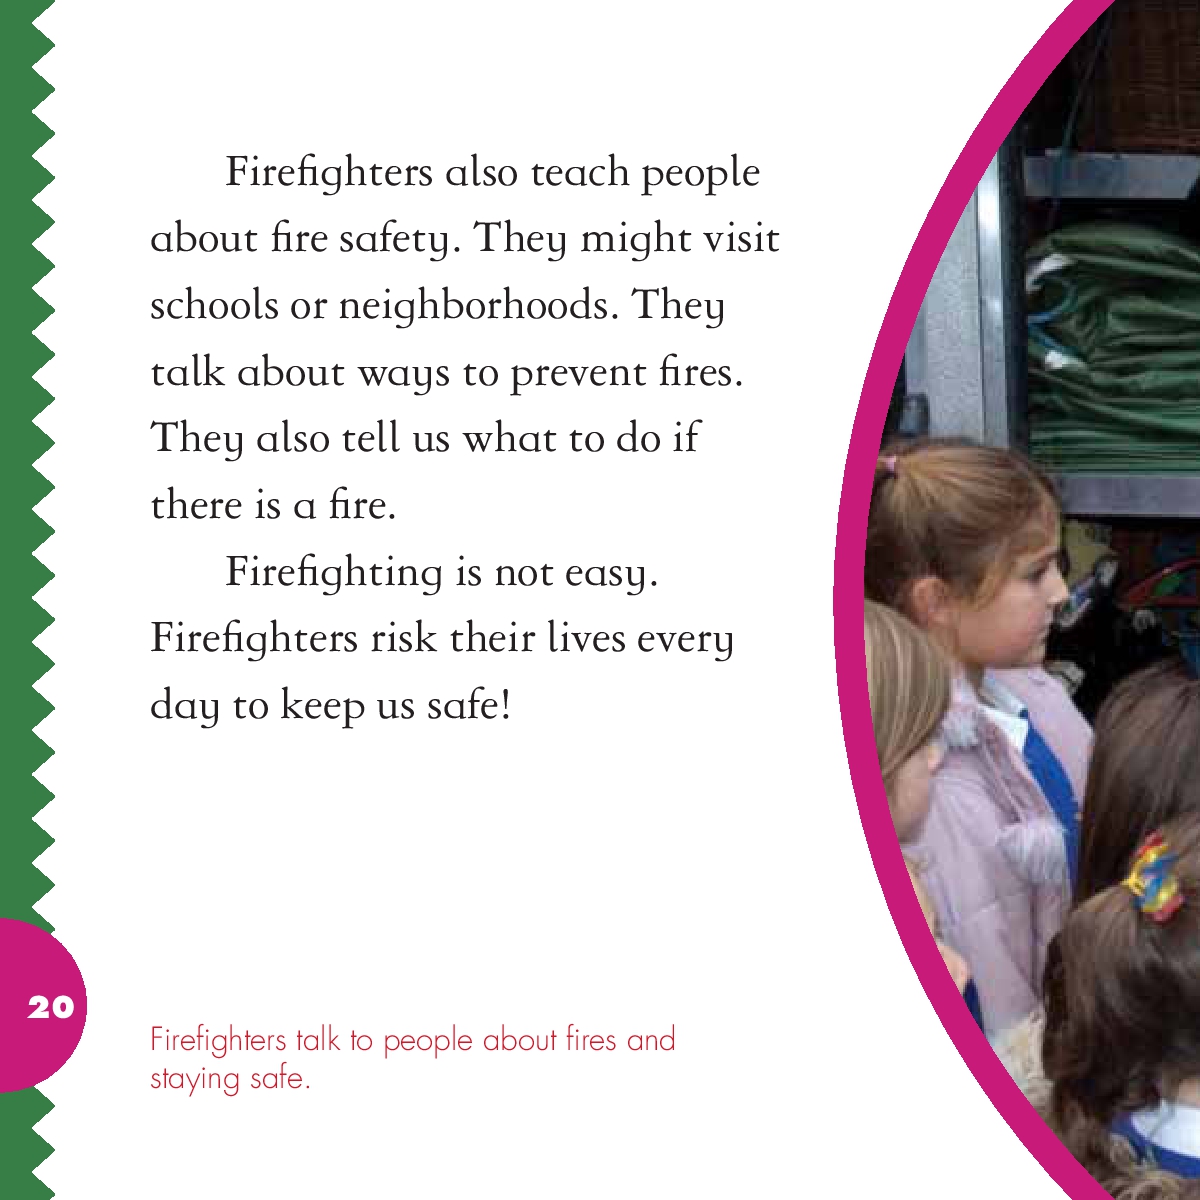 Firefighters also teach people
about fire safety. They might visit
schools or neighborhoods. They
talk about ways to prevent fires.
They also tell us what to do if
there is a fire.
Firefighting is not easy.
Firefighters risk their lives every
day to keep us safe!
20
Firefighters talk to people about fires and
staying safe.